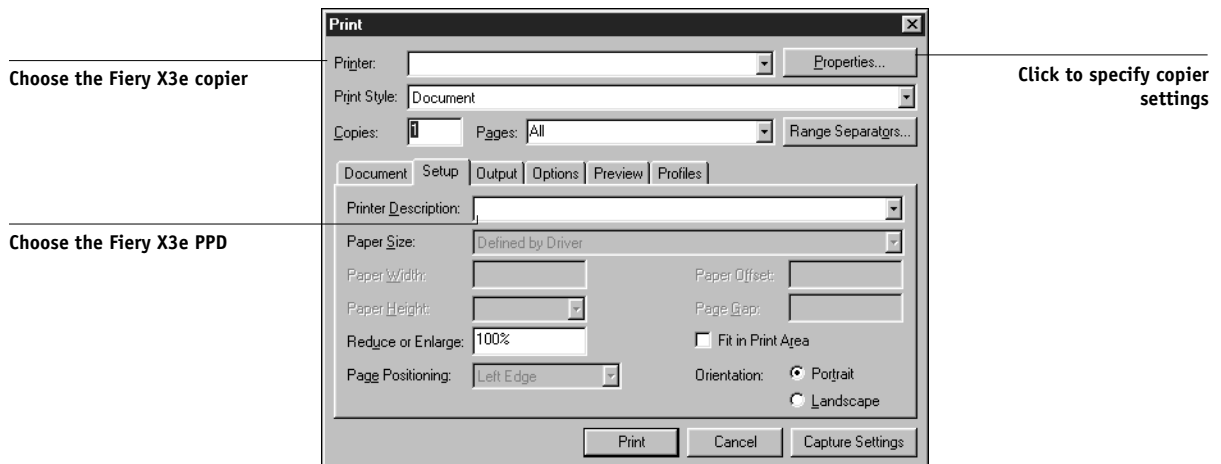 Print
Choose the Fiery X3e copier
Printer:
Properties...
Click to specify copier
settings
Print Style: Document
Copies: 1 Pages: All Range Separators...
Document Setup Output Options Preview Profiles
Printer Description:
Choose the Fiery X3e PPD
Paper Size: Defined by Driver
Paper Width: Paper Offset:
Paper Height: Page Gap:
Reduce or Enlarge: 100% Fit in Print Area
Page Positioning: Left Edge Orientation: Portrait
Landscape
Print Cancel Capture Settings